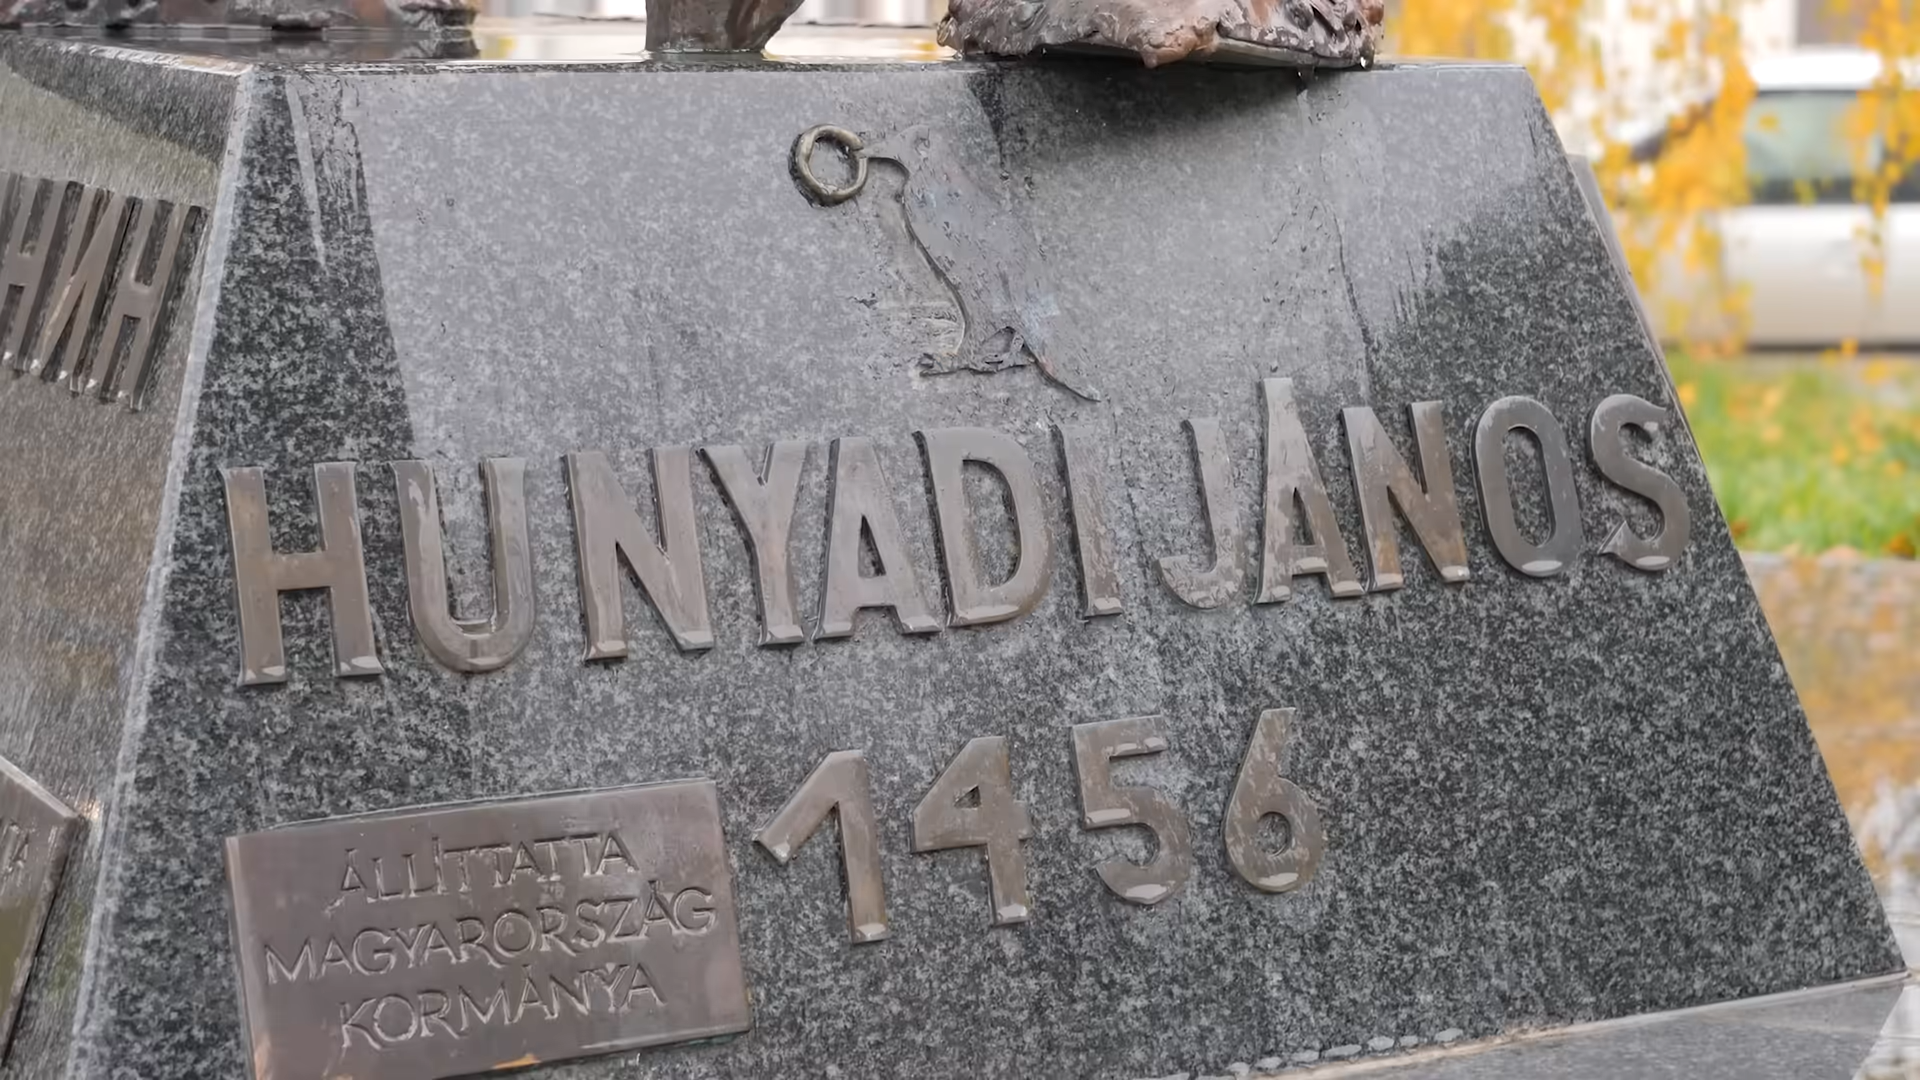 HUNYADI JÁNOS
1456
ÁLLÍTTATTA
MAGYARORSZÁG
KORMÁNYA